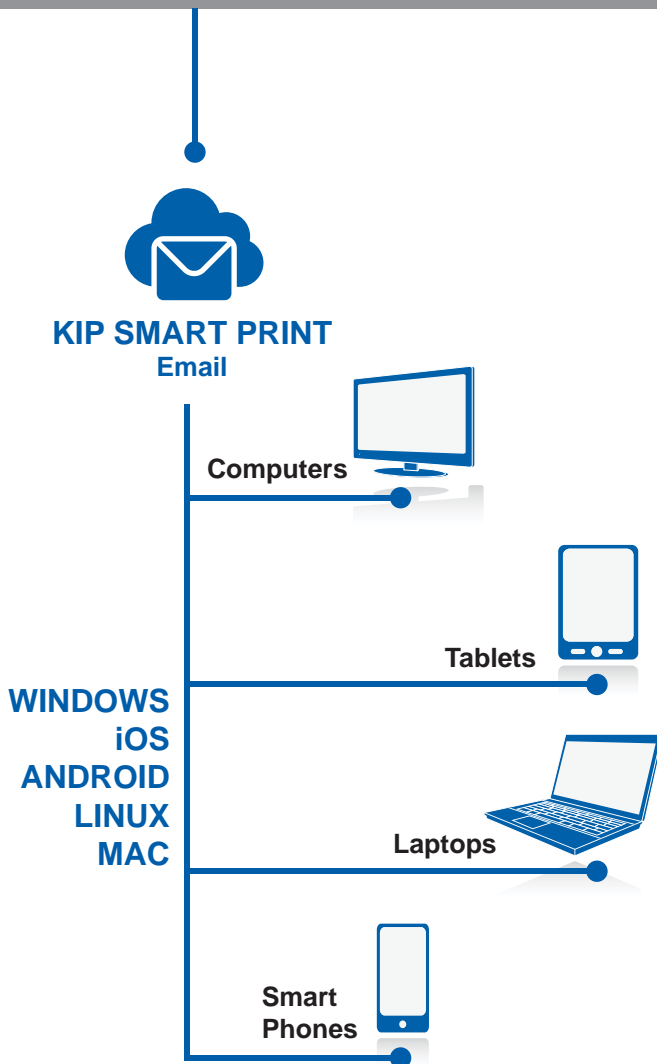 KIP SMART PRINT
Email
Computers
Tablets
WINDOWS
iOS
ANDROID
LINUX
MAC
Laptops
Smart
Phones